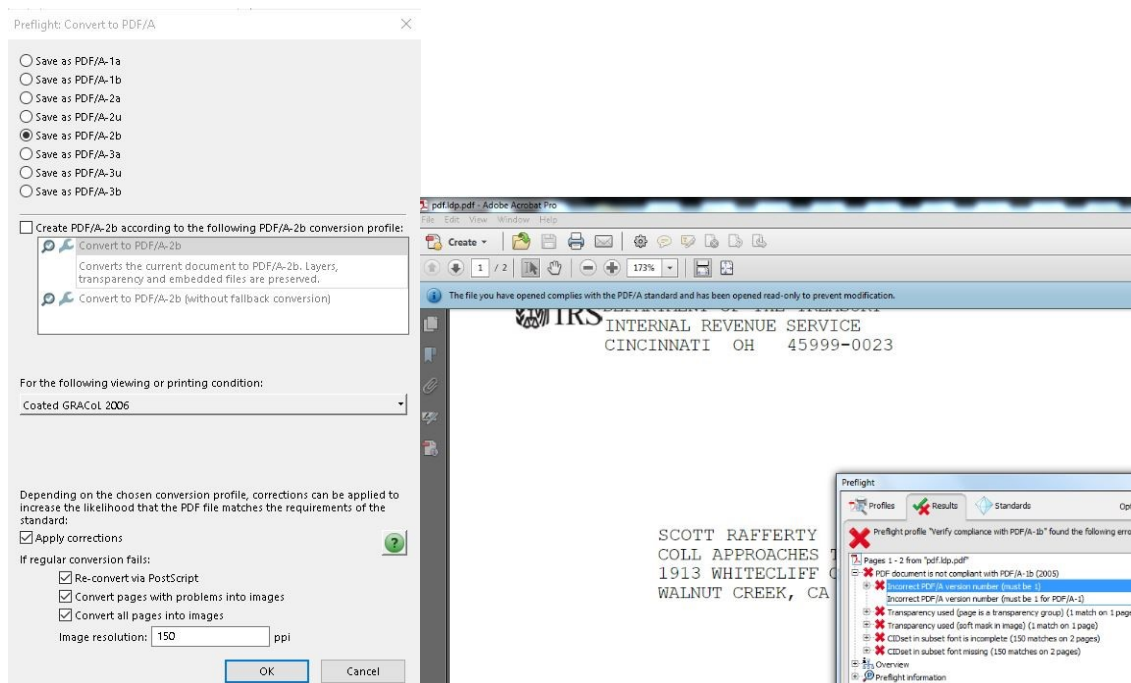 Preflight: Convert to PDF/A
Save as PDF/A-1a
Save as PDF/A-1b
Save as PDF/A-2a
Save as PDF/A-2u
Save as PDF/A-2b
Save as PDF/A-3a
Save as PDF/A-3u
Save as PDF/A-3b
Create PDF/A-2b according to the following PDF/A-2b conversion profile:
Convert to PDF/A-2b
Converts the current document to PDF/A-2b. Layers,
transparency and embedded files are preserved.
Convert to PDF/A-2b (without fallback conversion)
For the following viewing or printing condition:
Coated GRACoL 2006
Depending on the chosen conversion profile, corrections can be applied to
increase the likelihood that the PDF file matches the requirements of the
standard:
Apply corrections
If regular conversion fails:
Re-convert via PostScript
Convert pages with problems into images
Convert all pages into images
Image resolution: 150 ppi
OK Cancel
pdf.ldp.pdf - Adobe Acrobat Pro
File Edit View Window Help
Create
1 / 2 173%
The file you have opened complies with the PDF/A standard and has been opened read-only to prevent modification.
IRS DEPARTMENT OF THE TREASURY
INTERNAL REVENUE SERVICE
CINCINNATI OH 45999-0023
SCOTT RAFFERTY
COLL APPROACHES T
1913 WHITECLIFF C
WALNUT CREEK, CA
Preflight
Profiles Results Standards Opt
Preflight profile "Verify compliance with PDF/A-1b" found the following erro
Pages 1 - 2 from "pdf.ldp.pdf"
PDF document is not compliant with PDF/A-1b (2005)
Incorrect PDF/A version number (must be 1)
Incorrect PDF/A version number (must be 1 for PDF/A-1)
Transparency used (page is a transparency group) (1 match on 1 page
Transparency used (soft mask in image) (1 match on 1 page)
CIDset in subset font is incomplete (150 matches on 2 pages)
CIDset in subset font missing (150 matches on 2 pages)
Overview
Preflight information